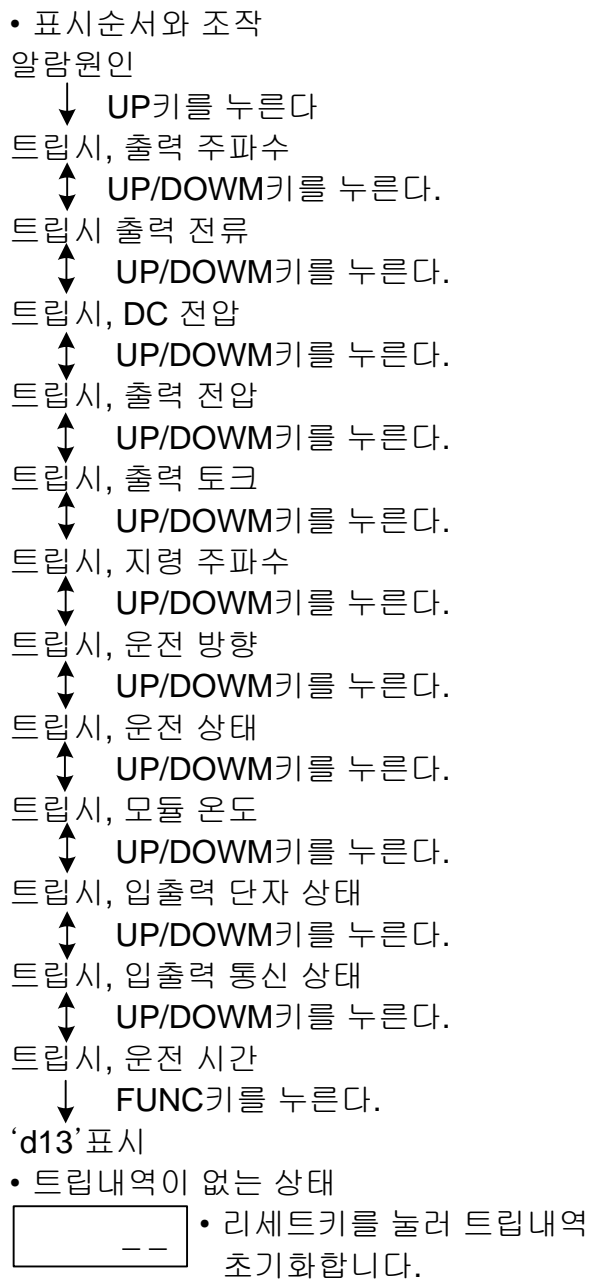 • 표시순서와 조작
알람원인
UP키를 누른다
트립시, 출력 주파수
UP/DOWM키를 누른다.
트립시 출력 전류
UP/DOWM키를 누른다.
트립시, DC 전압
UP/DOWM키를 누른다.
트립시, 출력 전압
UP/DOWM키를 누른다.
트립시, 출력 토크
UP/DOWM키를 누른다.
트립시, 지령 주파수
UP/DOWM키를 누른다.
트립시, 운전 방향
UP/DOWM키를 누른다.
트립시, 운전 상태
UP/DOWM키를 누른다.
트립시, 모듈 온도
UP/DOWM키를 누른다.
트립시, 입출력 단자 상태
UP/DOWM키를 누른다.
트립시, 입출력 통신 상태
UP/DOWM키를 누른다.
트립시, 운전 시간
FUNC키를 누른다.
‘d13’표시
• 트립내역이 없는 상태
_ _ • 리세트키를 눌러 트립내역
초기화합니다.